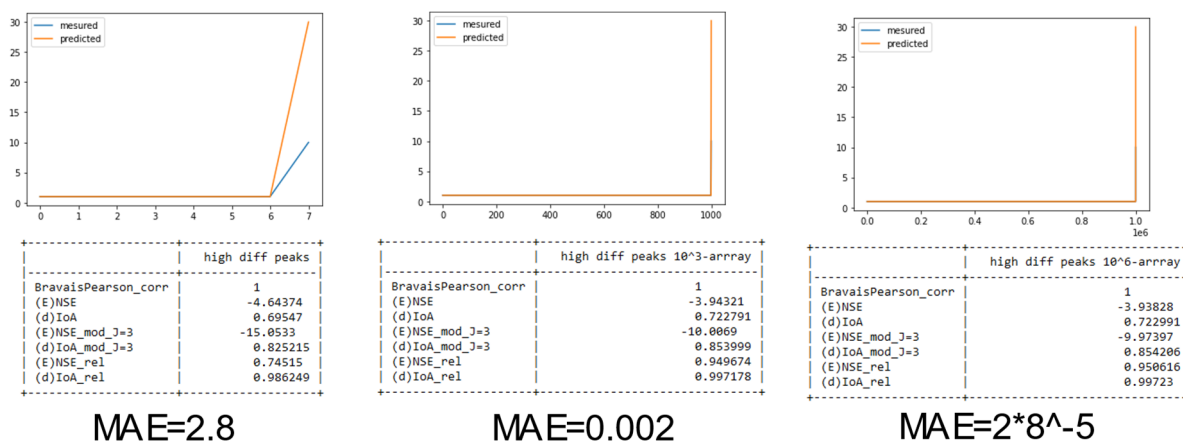 mesured
predicted
30
25
20
15
10
5
0
0 1 2 3 4 5 6 7
high diff peaks
BravaisPearson_corr 1
(E)NSE -4.64374
(d)IoA 0.69547
(E)NSE_mod_J=3 -15.0533
(d)IoA_mod_J=3 0.825215
(E)NSE_rel 0.74515
(d)IoA_rel 0.986249
MAE=2.8
mesured
predicted
30
25
20
15
10
5
0
0 200 400 600 800 1000
high diff peaks 10^3-arrray
BravaisPearson_corr 1
(E)NSE -3.94321
(d)IoA 0.722791
(E)NSE_mod_J=3 -10.0069
(d)IoA_mod_J=3 0.853999
(E)NSE_rel 0.949674
(d)IoA_rel 0.997178
MAE=0.002
mesured
predicted
30
25
20
15
10
5
0
0.0 0.2 0.4 0.6 0.8 1.0
1e6
high diff peaks 10^6-arrray
BravaisPearson_corr 1
(E)NSE -3.93828
(d)IoA 0.722991
(E)NSE_mod_J=3 -9.97397
(d)IoA_mod_J=3 0.854206
(E)NSE_rel 0.950616
(d)IoA_rel 0.99723
MAE=2*8^-5